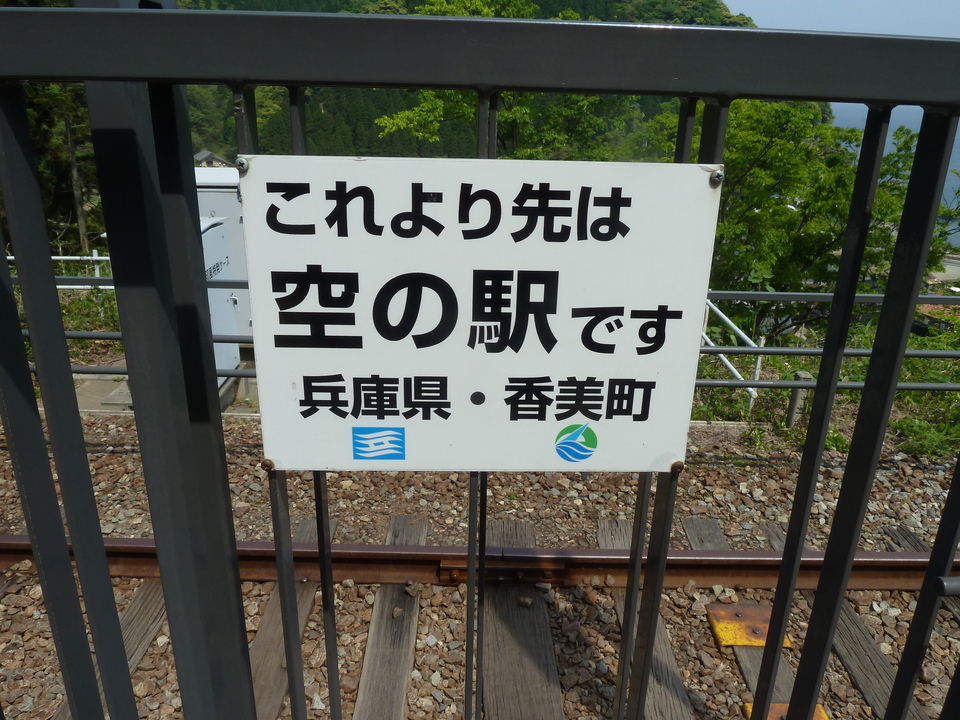 これより先は
空の駅です
兵庫県・香美町